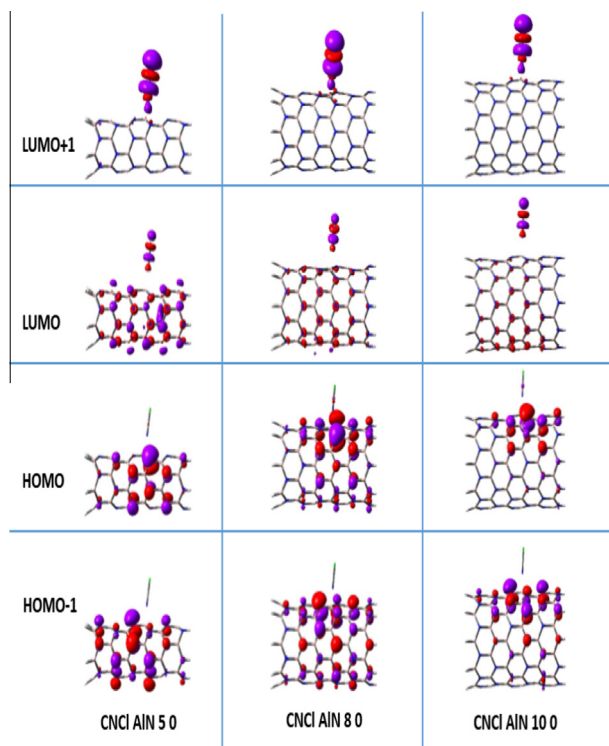 LUMO+1
LUMO
HOMO
HOMO-1
CNCl AlN 5 0
CNCl AlN 8 0
CNCl AlN 10 0